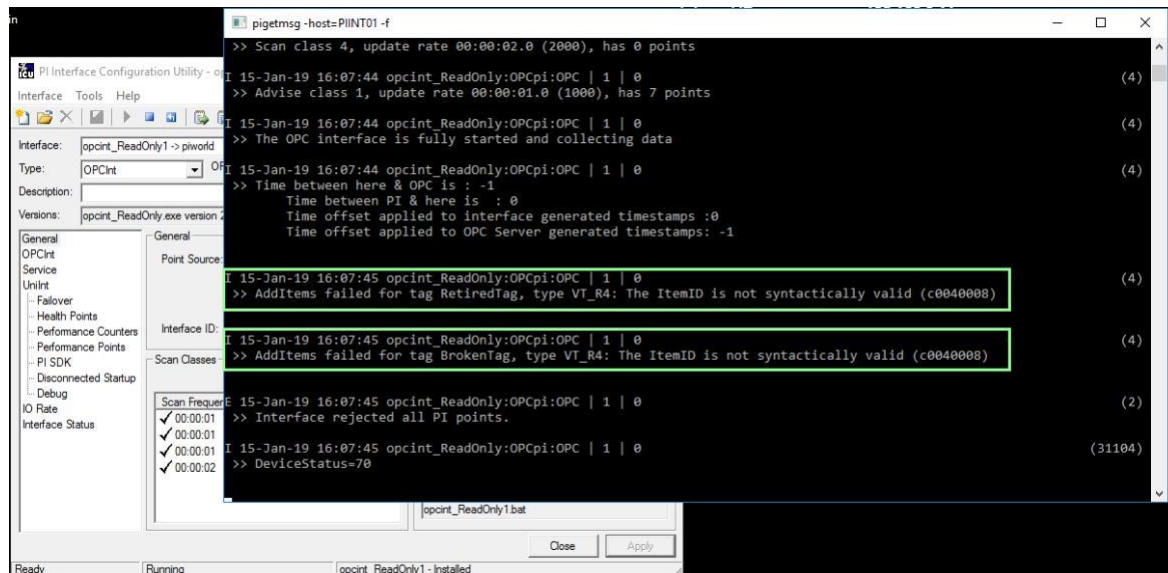 in
pigetmsg -host=PIINT01 -f
>> Scan class 4, update rate 00:00:02.0 (2000), has 0 points
I 15-Jan-19 16:07:44 opcint_ReadOnly:OPCpi:OPC | 1 | 0 (4)
>> Advise class 1, update rate 00:00:01.0 (1000), has 7 points
I 15-Jan-19 16:07:44 opcint_ReadOnly:OPCpi:OPC | 1 | 0 (4)
>> The OPC interface is fully started and collecting data
I 15-Jan-19 16:07:44 opcint_ReadOnly:OPCpi:OPC | 1 | 0 (4)
>> Time between here & OPC is : -1
Time between PI & here is : 0
Time offset applied to interface generated timestamps :0
Time offset applied to OPC Server generated timestamps: -1
I 15-Jan-19 16:07:45 opcint_ReadOnly:OPCpi:OPC | 1 | 0 (4)
>> AddItems failed for tag RetiredTag, type VT_R4: The ItemID is not syntactically valid (c0040008)
I 15-Jan-19 16:07:45 opcint_ReadOnly:OPCpi:OPC | 1 | 0 (4)
>> AddItems failed for tag BrokenTag, type VT_R4: The ItemID is not syntactically valid (c0040008)
E 15-Jan-19 16:07:45 opcint_ReadOnly:OPCpi:OPC | 1 | 0 (2)
>> Interface rejected all PI points.
I 15-Jan-19 16:07:45 opcint_ReadOnly:OPCpi:OPC | 1 | 0 (31104)
>> DeviceStatus=70
PI Interface Configuration Utility - op
Interface Tools Help
Interface: opcint_ReadOnly1 -> piworld
Type: OPCInt OP
Description:
Versions: opcint_ReadOnly.exe version 2
General
OPCInt
Service
UniInt
Failover
Health Points
Perfomance Counters
Perfomance Points
PI SDK
Disconnected Startup
Debug
IO Rate
Interface Status
General
Point Source:
Interface ID:
Scan Classes
Scan Frequen
00:00:01
00:00:01
00:00:01
00:00:02
opcint_ReadOnly1.bat
Close Apply
Ready Running opcint_ReadOnly1 - Installed